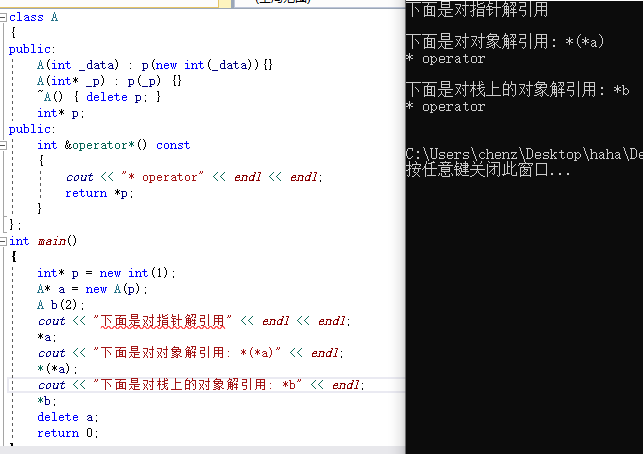 class A
{
public:
A(int _data) : p(new int(_data)){}
A(int* _p) : p(_p) {}
~A() { delete p; }
int* p;
public:
int &operator*() const
{
cout << "* operator" << endl << endl;
return *p;
}
};
int main()
{
int* p = new int(1);
A* a = new A(p);
A b(2);
cout << "下面是对指针解引用" << endl << endl;
*a;
cout << "下面是对对象解引用: *(*a)" << endl;
*(*a);
cout << "下面是对栈上的对象解引用: *b" << endl;
*b;
delete a;
return 0;
下面是对指针解引用
下面是对对象解引用: *(*a)
* operator
下面是对栈上的对象解引用: *b
* operator
C:\Users\chenz\Desktop\haha\De
按任意键关闭此窗口...